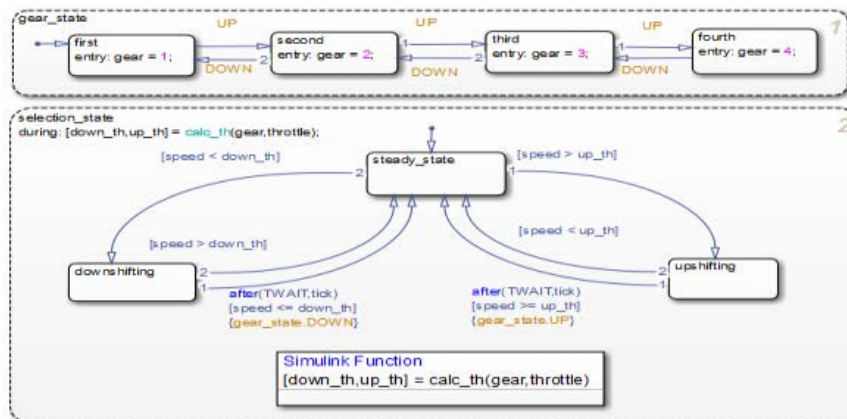 gear_state
1
UP
UP
UP
first
entry: gear = 1;
second
entry: gear = 2;
third
entry: gear = 3;
fourth
entry: gear = 4;
2
1
2
1
2
1
DOWN
DOWN
DOWN
selection_state
2
during: [down_th,up_th] = calc_th(gear,throttle);
[speed < down_th]
steady_state
[speed > up_th]
2
1
[speed > down_th]
[speed < up_th]
downshifting
2
1
upshifting
2
1
after(TWAIT,tick)
[speed <= down_th]
{gear_state.DOWN}
after(TWAIT,tick)
[speed >= up_th]
{gear_state.UP}
Simulink Function
[down_th,up_th] = calc_th(gear,throttle)